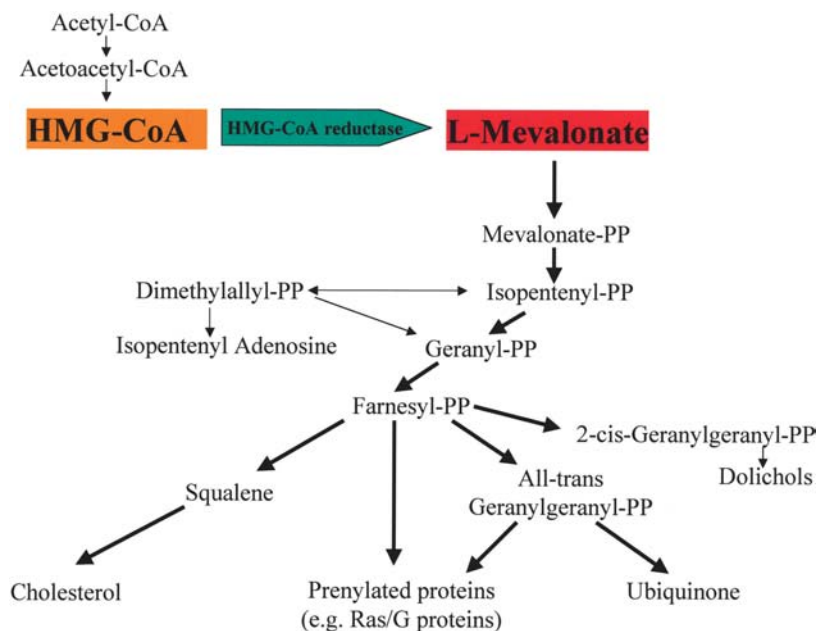 Acetyl-CoA
Acetoacetyl-CoA
HMG-CoA
HMG-CoA reductase
L-Mevalonate
Mevalonate-PP
Dimethylallyl-PP
Isopentenyl-PP
Isopentenyl Adenosine
Geranyl-PP
Farnesyl-PP
2-cis-Geranylgeranyl-PP
Dolichols
Squalene
All-trans
Geranylgeranyl-PP
Cholesterol
Prenylated proteins
(e.g. Ras/G proteins)
Ubiquinone